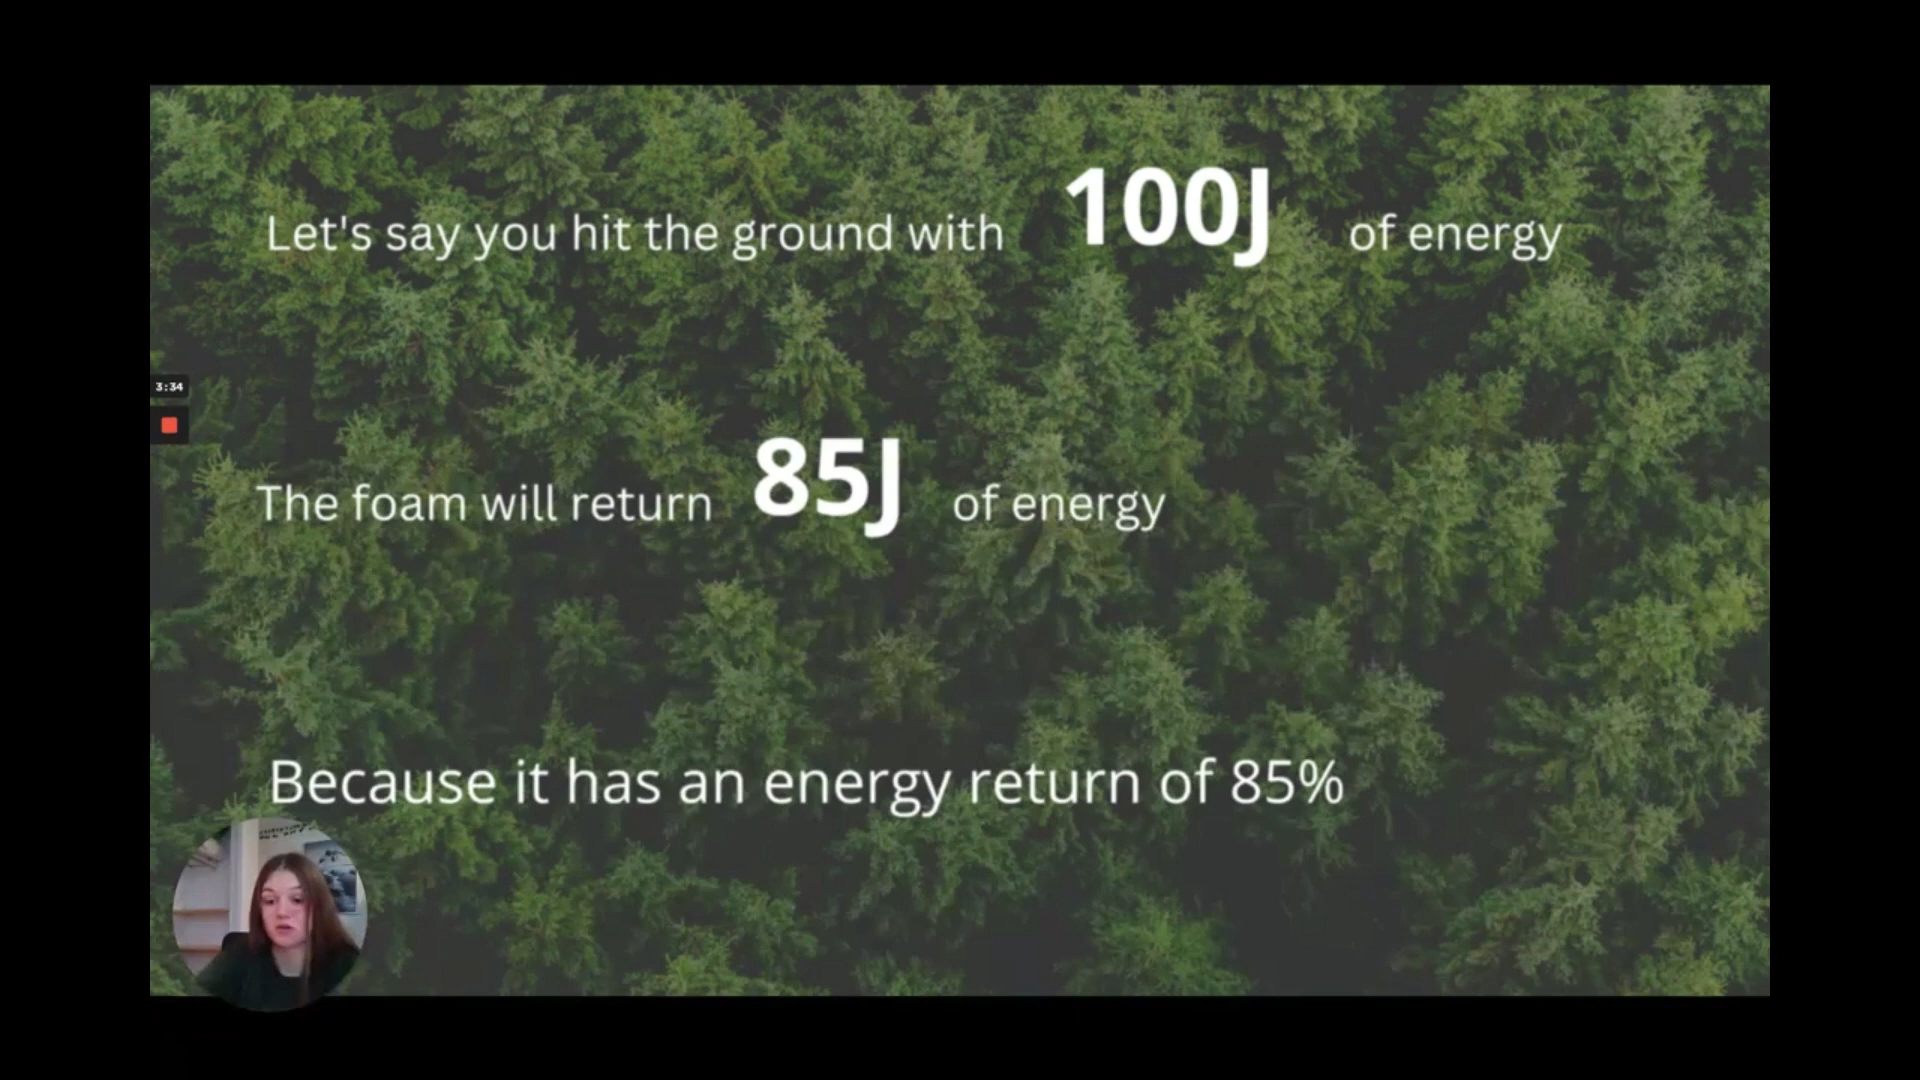 Let's say you hit the ground with 100J of energy
3:34
The foam will return 85J of energy
Because it has an energy return of 85%